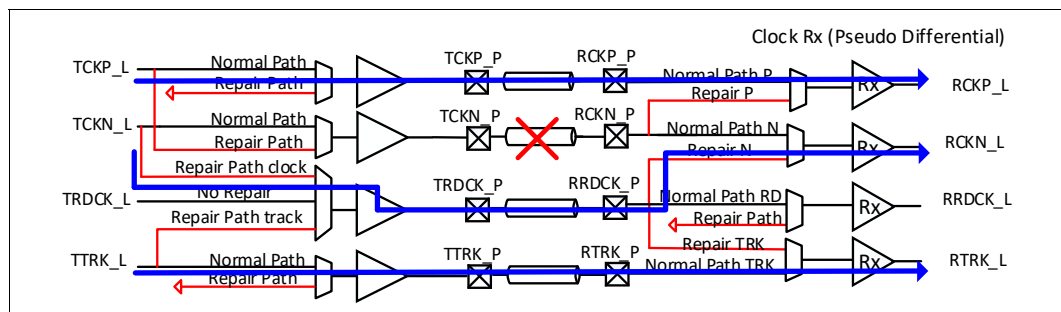 Clock Rx (Pseudo Differential)
TCKP_L
Normal Path
Repair Path
TCKP_P
RCKP_P
Normal Path P
Repair P
Rx
RCKP_L
TCKN_L
Normal Path
Repair Path
TCKN_P
RCKN_P
Normal Path N
Repair N
Rx
RCKN_L
Repair Path clock
TRDCK_L
No Repair
Repair Path track
TRDCK_P
RRDCK_P
Normal Path RD
Repair Path
Rx
RRDCK_L
TTRK_L
Normal Path
Repair Path
TTRK_P
RTRK_P
Repair TRK
Normal Path TRK
Rx
RTRK_L